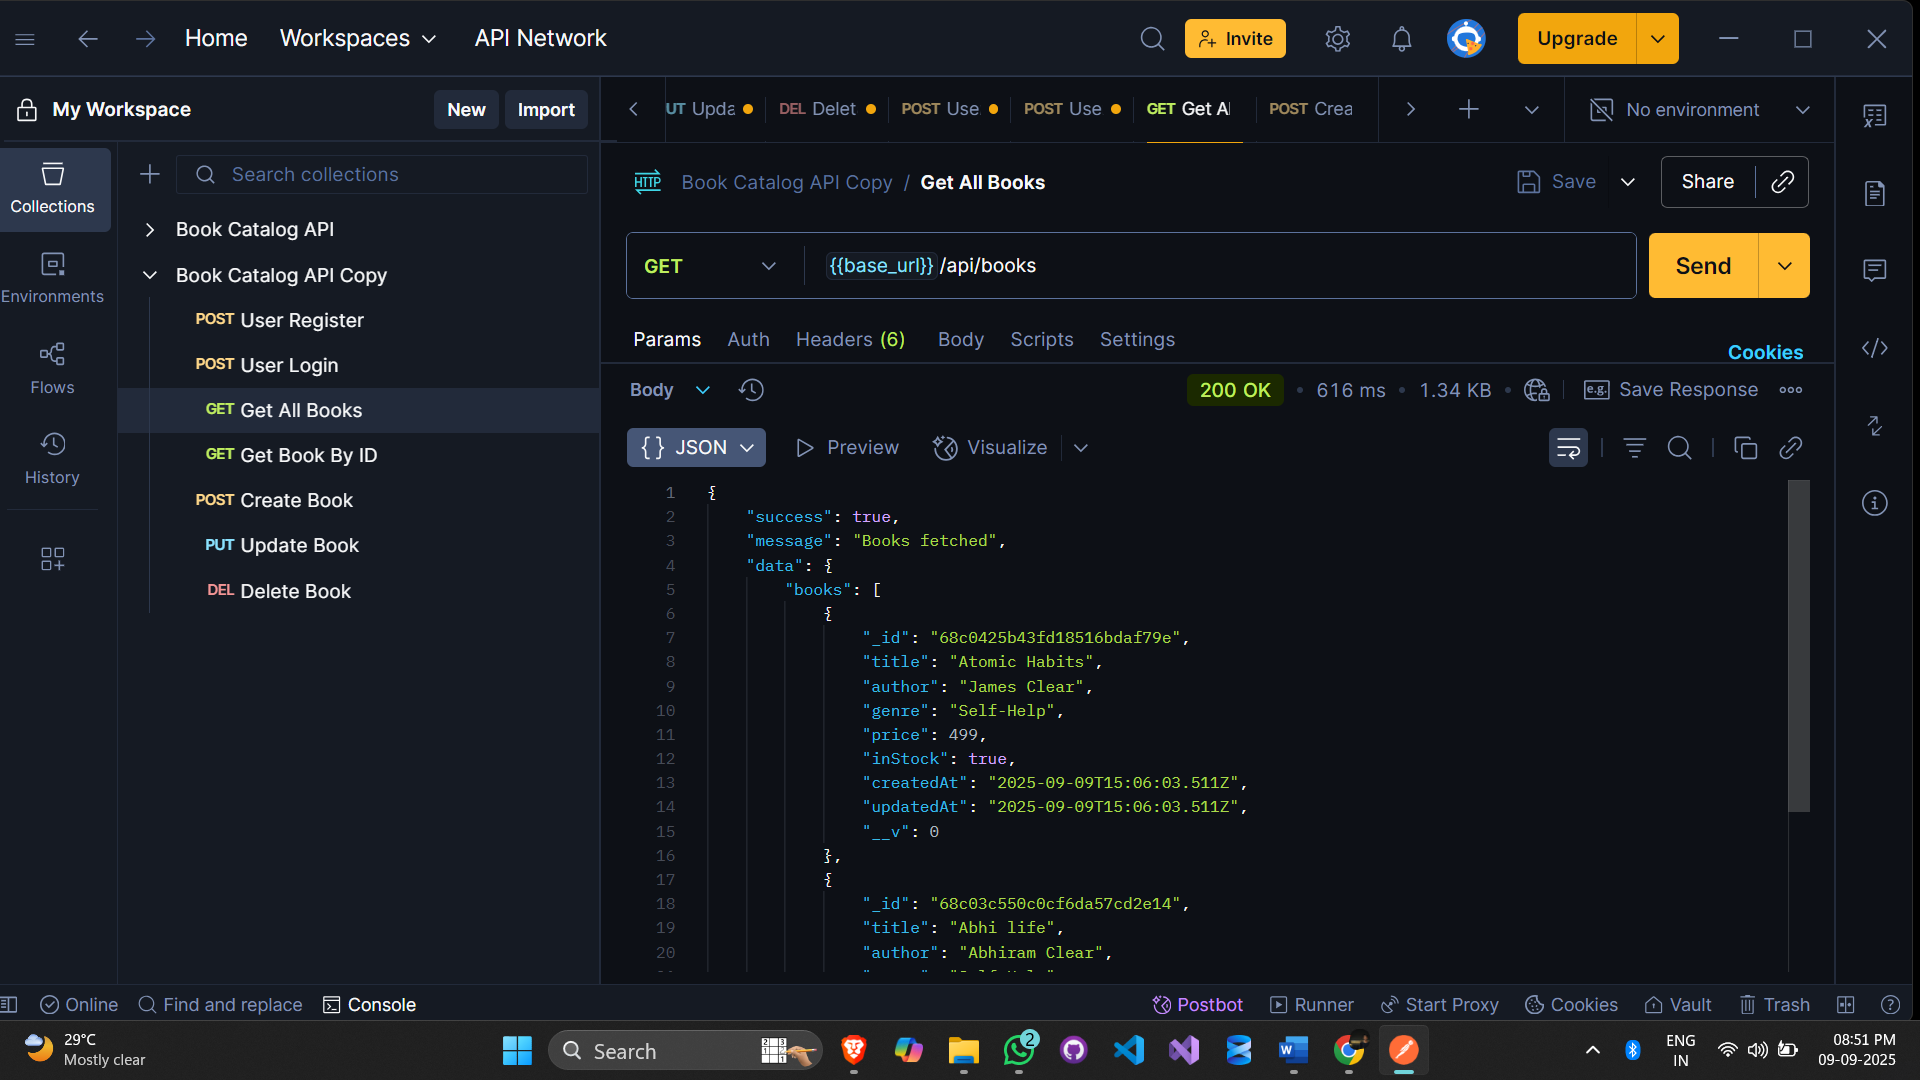 Home
Workspaces
API Network
Invite
Upgrade
My Workspace
New
Import
UT Upda
DEL Delet
POST Use
POST Use
GET Get Al
POST Crea
No environment
Collections
Environments
Flows
History
Search collections
Book Catalog API
Book Catalog API Copy
POST User Register
POST User Login
GET Get All Books
GET Get Book By ID
POST Create Book
PUT Update Book
DEL Delete Book
HTTP Book Catalog API Copy / Get All Books
Save
Share
GET
{{base_url}} /api/books
Send
Params Auth Headers (6) Body Scripts Settings
Cookies
Body
200 OK • 616 ms • 1.34 KB •
e.g. Save Response
{} JSON
Preview
Visualize
1 {
2 "success": true,
3 "message": "Books fetched",
4 "data": {
5 "books": [
6 {
7 "_id": "68c0425b43fd18516bdaf79e",
8 "title": "Atomic Habits",
9 "author": "James Clear",
10 "genre": "Self-Help",
11 "price": 499,
12 "inStock": true,
13 "createdAt": "2025-09-09T15:06:03.511Z",
14 "updatedAt": "2025-09-09T15:06:03.511Z",
15 "__v": 0
16 },
17 {
18 "_id": "68c03c550c0cf6da57cd2e14",
19 "title": "Abhi life",
20 "author": "Abhiram Clear",
Online
Find and replace
Console
Postbot
Runner
Start Proxy
Cookies
Vault
Trash
29°C
Mostly clear
Search
2
ENG
IN
08:51 PM
09-09-2025